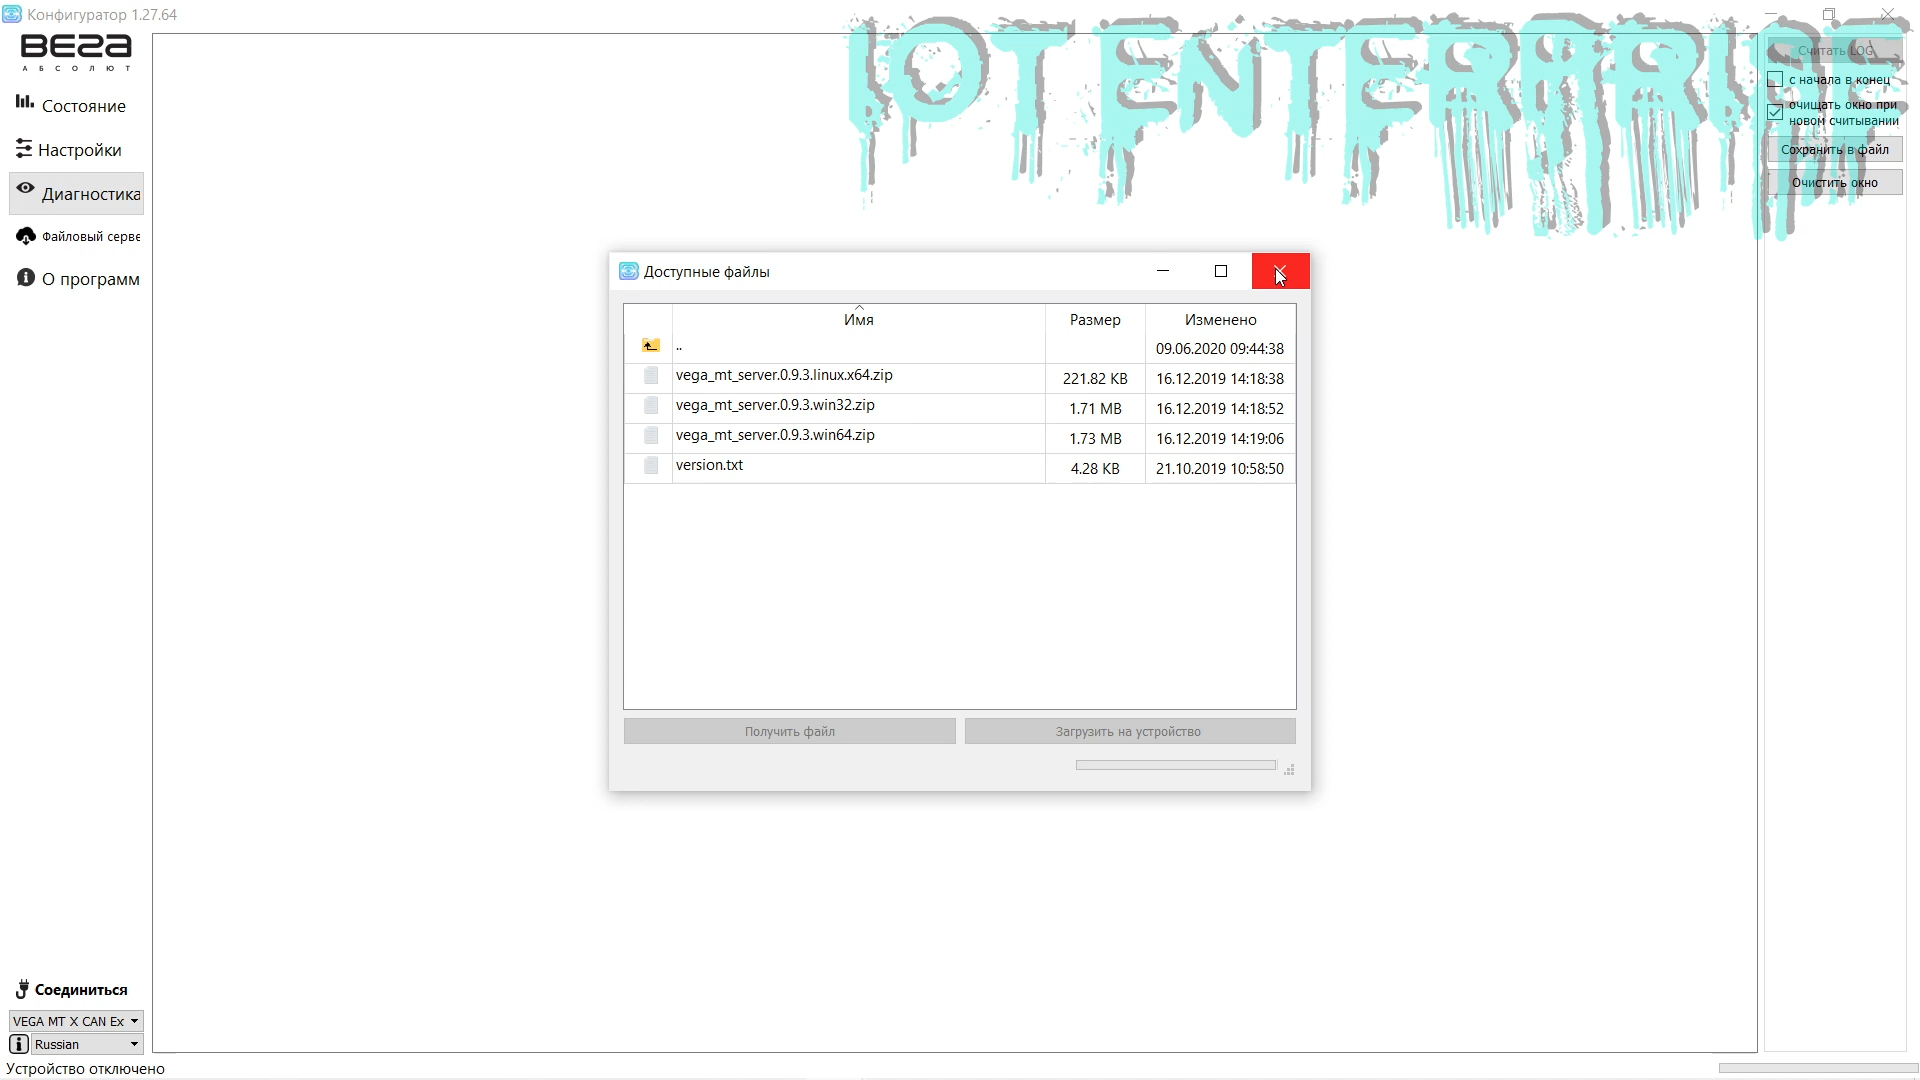 Конфигуратор 1.27.64
ВЕГА
АБСОЛЮТ
Состояние
Настройки
Диагностика
Файловый серве
О программ
IOT ENTERPRISE
Считать LOG
с начала в конец
очищать окно при
новом считывании
Сохранить в файл
Очистить окно
Доступные файлы
Имя Размер Изменено
.. 09.06.2020 09:44:38
vega_mt_server.0.9.3.linux.x64.zip 221.82 KB 16.12.2019 14:18:38
vega_mt_server.0.9.3.win32.zip 1.71 MB 16.12.2019 14:18:52
vega_mt_server.0.9.3.win64.zip 1.73 MB 16.12.2019 14:19:06
version.txt 4.28 KB 21.10.2019 10:58:50
Получить файл Загрузить на устройство
Соединиться
VEGA MT X CAN Ex
Russian
Устройство отключено